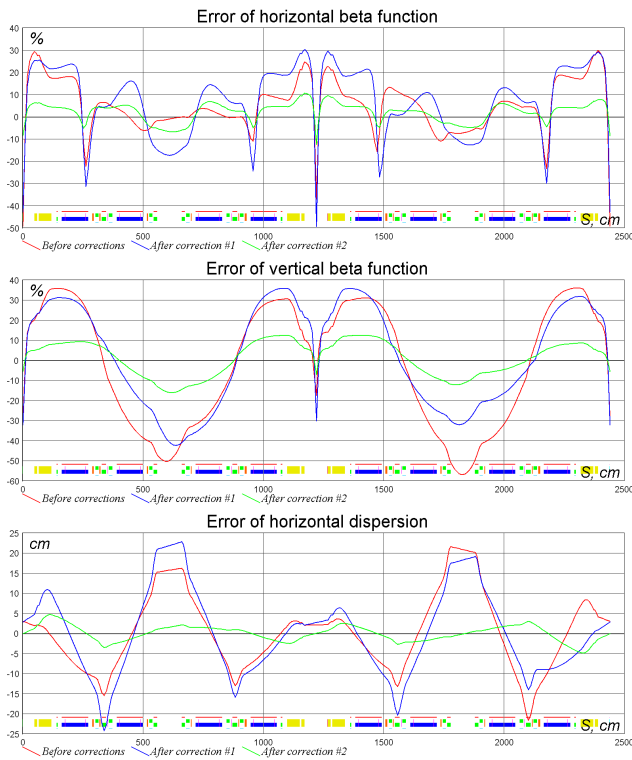 Error of horizontal beta function
40
%
30
20
10
0
-10
-20
-30
-40
-50
S, cm
0 500 1000 1500 2000 2500
Before corrections After correction #1 After correction #2
Error of vertical beta function
40
%
30
20
10
0
-10
-20
-30
-40
-50
-60
S, cm
0 500 1000 1500 2000 2500
Before corrections After correction #1 After correction #2
Error of horizontal dispersion
25
cm
20
15
10
5
0
-5
-10
-15
-20
-25
S, cm
0 500 1000 1500 2000 2500
Before corrections After correction #1 After correction #2